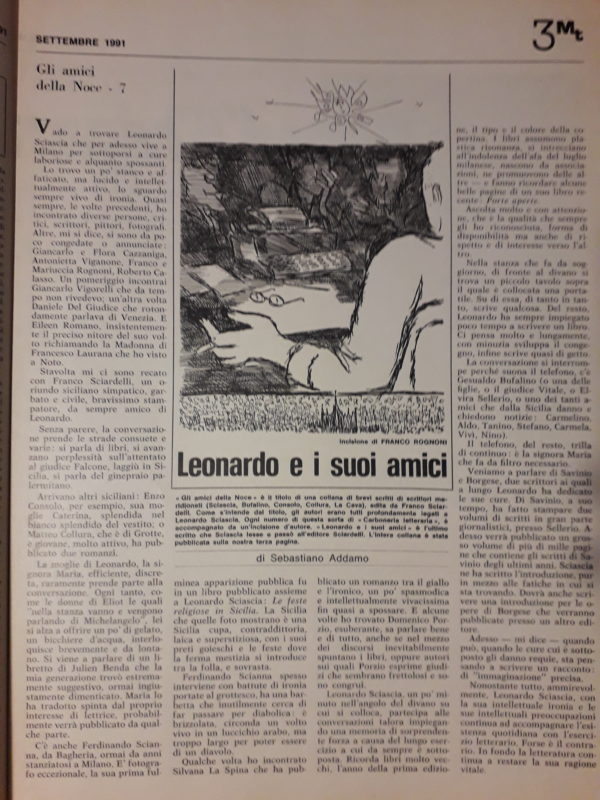 SETTEMBRE 1991
3Mt
Gli amici
della Noce - 7
Vado a trovare Leonardo
Sciascia che per adesso vive a
Milano per sottoporsi a cure
laboriose e alquanto spossanti.
Lo trovo un po' stanco e af-
faticato, ma lucido e intellet-
tualmente attivo, lo sguardo
sempre vivo di ironia. Quasi
sempre, le volte precedenti, ho
incontrato diverse persone, cri-
tici, scrittori, pittori, fotografi.
Altre, mi si dice, si sono da po-
co congedate o annunciate:
Giancarlo e Flora Cazzaniga,
Antonietta Viganone, Franco e
Mariuccia Rognoni, Roberto Ca-
lasso. Un pomeriggio incontrai
Giancarlo Vigorelli che da tem-
po non rivedevo; un'altra volta
Daniele Del Giudice che roton-
damente parlava di Venezia. E
Eileen Romano, insistentemen-
te il preciso nitore del suo vol-
to richiamando la Madonna di
Francesco Laurana che ho visto
a Noto.
Stavolta mi ci sono recato
con Franco Sciardelli, un o-
riundo siciliano simpatico, gar-
bato e civile, bravissimo stam-
patore, da sempre amico di
Leonardo.
Senza parere, la conversazio-
ne prende le strade consuete e
varie: si parla di libri, si avan-
zano perplessità sull'attentato
al giudice Falcone, laggiù in Si-
cilia, si parla del ginepraio pa-
lermitano.
Arrivano altri siciliani: Enzo
Consolo, per esempio, sua mo-
glie Caterina, splendida nel
bianco splendido del vestito; o
Matteo Collura, che è di Grotte,
è giovane, molto attivo, ha pub-
blicato due romanzi.
La moglie di Leonardo, la si-
gnora Maria, efficiente, discre-
ta, raramente prende parte alla
conversazione. Ogni tanto, co-
me le donne di Eliot le quali
"nella stanza vanno e vengono
parlando di Michelangelo", lei
si alza a offrire un po' di gelato,
un bicchiere d'acqua, interlo-
quisce brevemente e da lonta-
no. Si viene a parlare di un li-
bretto di Julien Benda che la
mia generazione trovò estrema-
mente suggestivo, ormai ingiu-
stamente dimenticato. Maria lo
ha tradotto spinta dal proprio
interesse di lettrice, probabil-
mente verrà pubblicato da qual-
che parte.
C'è anche Ferdinando Scian-
na, da Bagheria, ormai da anni
stanziatosi a Milano. E' fotogra-
fo eccezionale, la sua prima ful-
Incisione di FRANCO ROGNONI
Leonardo e i suoi amici
« Gli amici della Noce » è il titolo di una collana di brevi scritti di scrittori me-
ridionali (Sciascia, Bufalino, Consolo, Collura, La Cava), edita da Franco Sciar-
delli. Come s'intende dal titolo, gli autori erano tutti profondamente legati a
Leonardo Sciascia. Ogni numero di questa sorta di « Carboneria letteraria », è
accompagnato da un'incisione d'autore. « Leonardo e i suoi amici » è l'ultimo
scritto che Sciascia lesse e passò all'editore Sciardelli. L'intera collana è stata
pubblicata sulla nostra terza pagina.
di Sebastiano Addamo
minea apparizione pubblica fu
in un libro pubblicato assieme
a Leonardo Sciascia: Le feste
religiose in Sicilia. La Sicilia
che quelle foto mostrano è una
Sicilia cupa, contraddittoria,
laica e superstiziosa, con i suoi
preti goleschi e le feste dove
la ferma mestizia si introduce
tra la folla, e sovrasta.
Ferdinando Scianna spesso
interviene con battute di ironia
portate al grottesco, ha una bar-
betta che inutilmente cerca di
far passare per diabolica: è
brizzolata, circonda un volto
vivo in un luccichio arabo, ma
troppo largo per poter essere
di un diavolo.
Qualche volta ho incontrato
Silvana La Spina che ha pub-
blicato un romanzo tra il giallo
e l'ironico, un po' spasmodica
e intellettualmente vivacissima
fin quasi a spossare. E alcune
volte ho trovato Domenico Por-
zio, esuberante, sa parlare bene
e di tutto, anche se nel mezzo
dei discorsi inevitabilmente
spuntano i libri, oppure autori
sui quali Porzio esprime giudi-
zi che sembrano frettolosi e so-
no congrui.
Leonardo Sciascia, un po' mi-
nuto nell'angolo del divano su
cui si colloca, partecipa alle
conversazioni talora impiegan-
do una memoria di sorprenden-
te forza a causa del lungo eser-
cizio a cui da sempre è sotto-
posta. Ricorda libri molto vec-
chi, l'anno della prima edizio-
ne, il tipo e il colore della co-
pertina. I libri assumono pla-
stica risonanza, si intrecciano
all'indolenza dell'afa del luglio
milanese, nascono da associa-
zioni, ne promuovono delle al-
tre — e fanno ricordare alcune
belle pagine di un suo libro re-
cente: Porte aperte.
Ascolta molto e con attenzio-
ne, che è la qualità che sempre
gli ho riconosciuta, forma di
disponibilità ma anche di ri-
spetto e di interesse verso l'al-
tro.
Nella stanza che fa da sog-
giorno, di fronte al divano si
trova un piccolo tavolo sopra
il quale è collocata una porta-
tile. Su di essa, di tanto in tan-
to, scrive qualcosa. Del resto,
Leonardo ha sempre impiegato
poco tempo a scrivere un libro.
Ci pensa molto e lungamente,
con minuzia sviluppa il conge-
gno, infine scrive quasi di getto.
La conversazione si interrom-
pe perché suona il telefono, c'è
Gesualdo Bufalino (o una delle
figlie, o il giudice Vitale, o El-
vira Sellerio, o uno dei tanti a-
mici che dalla Sicilia danno e
chiedono notizie: Carmelina,
Aldo, Tanino, Stefano, Carmela,
Vivi, Nino).
Il telefono, del resto, trilla
di continuo: è la signora Maria
che fa da filtro necessario.
Veniamo a parlare di Savinio
e Borgese, due scrittori ai quali
a lungo Leonardo ha dedicato
le sue cure. Di Savinio, a suo
tempo, ha fatto stampare due
volumi di scritti in gran parte
giornalistici, presso Sellerio. A-
desso verrà pubblicato un gros-
so volume di più di mille pagi-
ne che contiene gli scritti di Sa-
vinio degli ultimi anni. Sciascia
ne ha scritto l'introduzione, pur
in mezzo alle fatiche in cui si
sta trovando. Dovrà anche scri-
vere una introduzione per le o-
pere di Borgese che verranno
pubblicate presso un altro edi-
tore.
Adesso — mi dice — quando
può, quando le cure cui è sotto-
posto gli danno requie, sta pen-
sando a scrivere un racconto:
di "immaginazione" precisa.
Nonostante tutto, ammirevol-
mente, Leonardo Sciascia, con
la sua intellettuale ironia e le
sue intellettuali preoccupazioni
continua ad accompagnare l'esi-
stenza quotidiana con l'eserci-
zio letterario. Forse è il contra-
rio. In fondo la letteratura con-
tinua a restare la sua ragione
vitale.